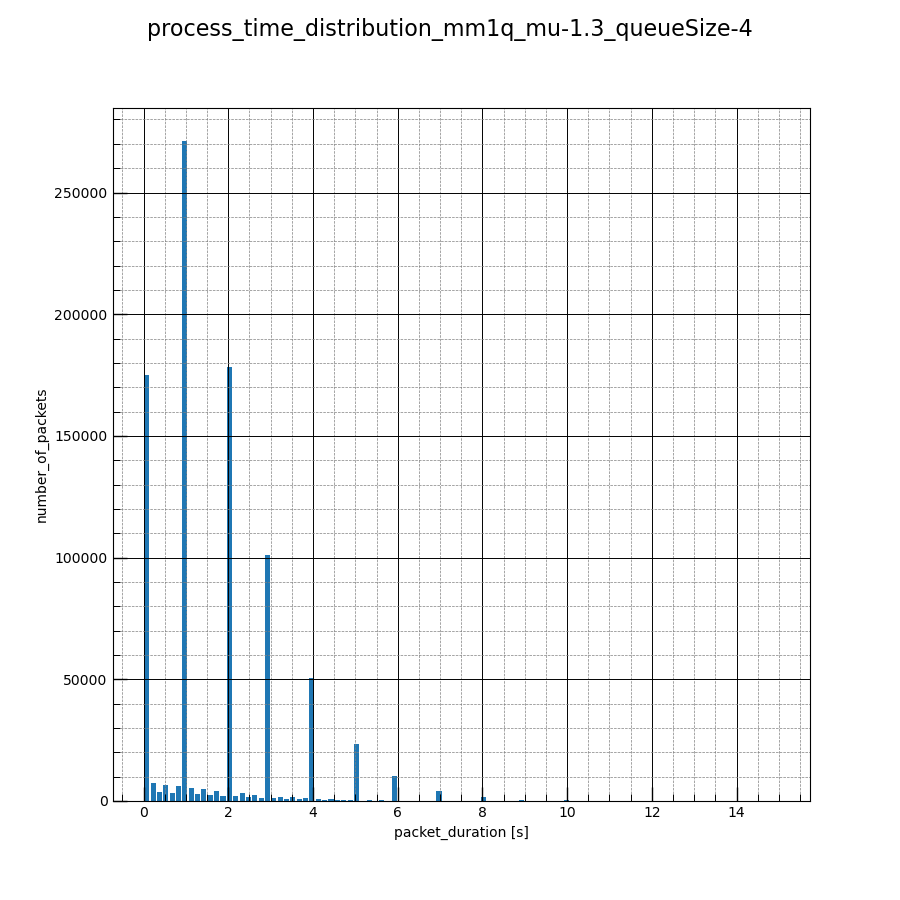 process_time_distribution_mm1q_mu-1.3_queueSize-4
250000
200000
150000
100000
50000
0
number_of_packets
0 2 4 6 8 10 12 14
packet_duration [s]